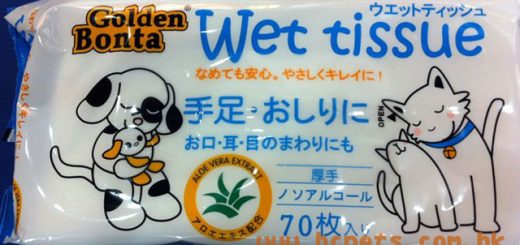 Golden
Bonta
ウエットティッシュ
Wet tissue
なめても安心。やさしくキレイに！
手足・おしりに
お口・耳・目のまわりにも
OPEN
ALOE VERA EXTRACT
アロエエキス配合
厚手
ノンアルコール
70枚入り